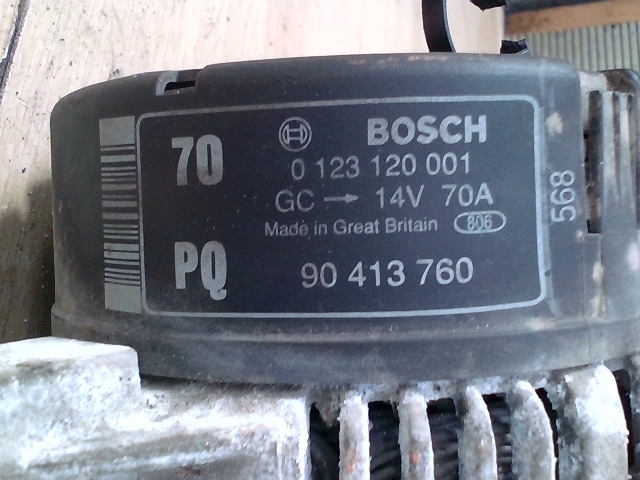 70 BOSCH
0 123 120 001
GC → 14V 70A
Made in Great Britain 806
PQ 90 413 760
568